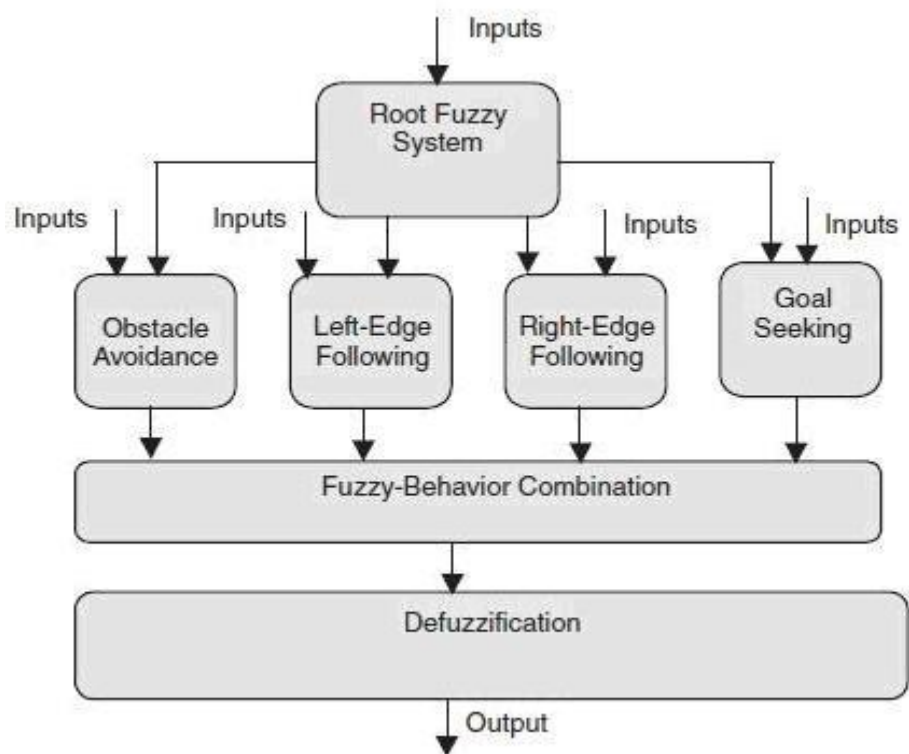 Inputs
Root Fuzzy
System
Inputs
Inputs
Inputs
Inputs
Obstacle
Avoidance
Left-Edge
Following
Right-Edge
Following
Goal
Seeking
Fuzzy-Behavior Combination
Defuzzification
Output